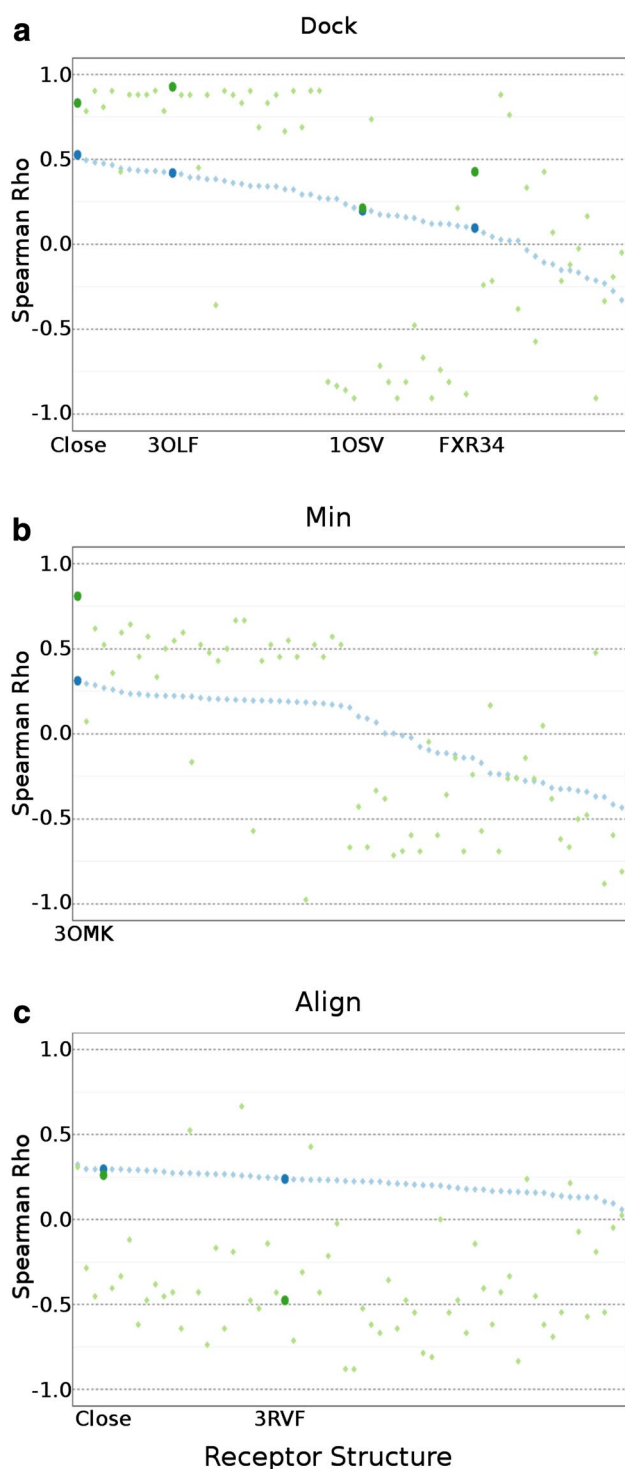 a
Dock
Spearman Rho
1.0
0.5
0.0
-0.5
-1.0
Close 3OLF 1OSV FXR34
b
Min
Spearman Rho
1.0
0.5
0.0
-0.5
-1.0
3OMK
c
Align
Spearman Rho
1.0
0.5
0.0
-0.5
-1.0
Close 3RVF
Receptor Structure